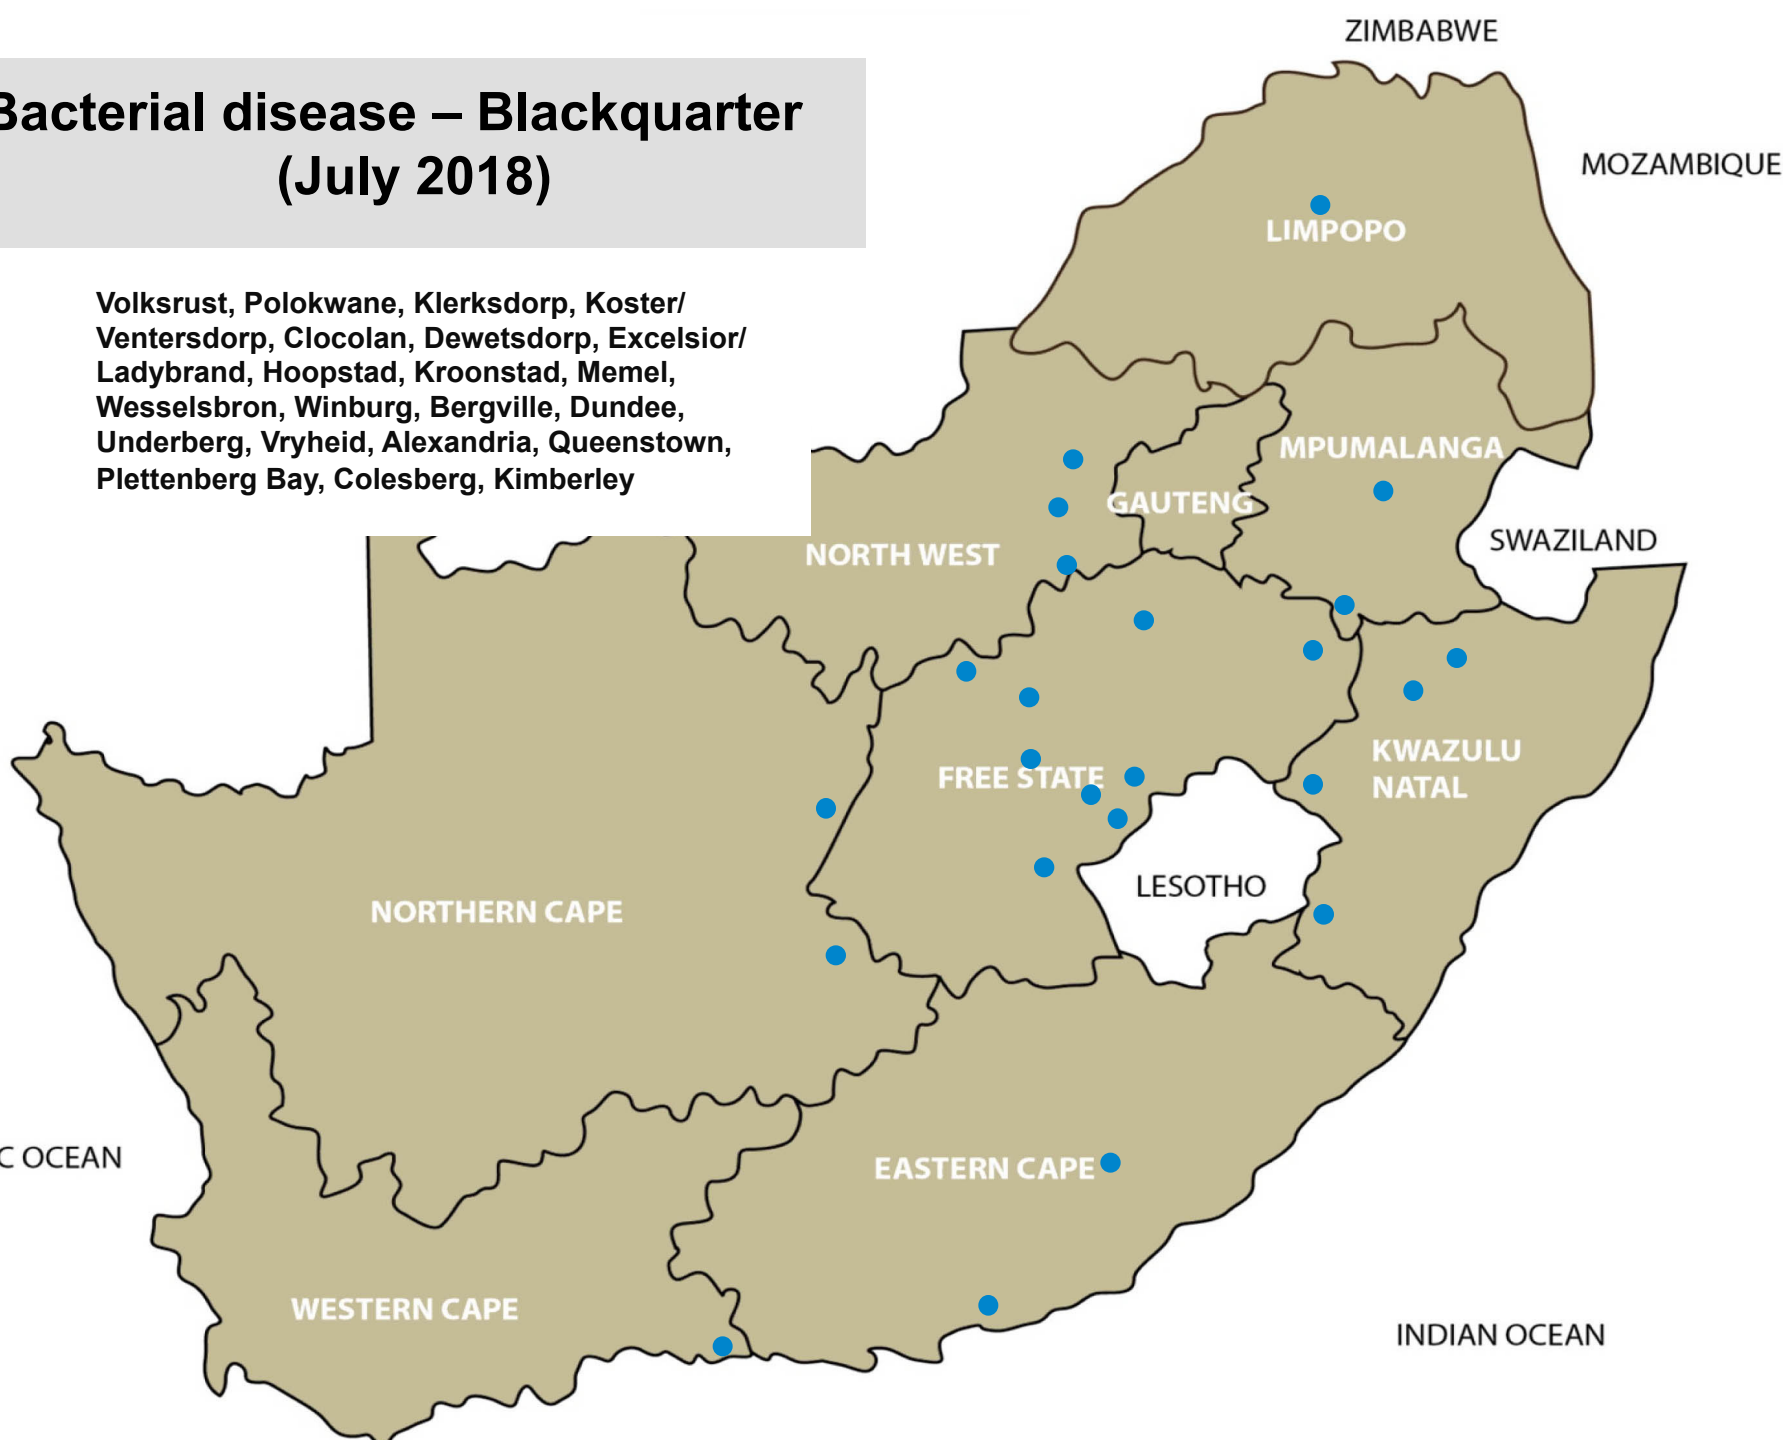 Bacterial disease – Blackquarter
(July 2018)
Volksrust, Polokwane, Klerksdorp, Koster/
Ventersdorp, Clocolan, Dewetsdorp, Excelsior/
Ladybrand, Hoopstad, Kroonstad, Memel,
Wesselsbron, Winburg, Bergville, Dundee,
Underberg, Vryheid, Alexandria, Queenstown,
Plettenberg Bay, Colesberg, Kimberley
ZIMBABWE
MOZAMBIQUE
LIMPOPO
MPUMALANGA
GAUTENG
SWAZILAND
NORTH WEST
KWAZULU
NATAL
FREE STATE
LESOTHO
NORTHERN CAPE
C OCEAN
EASTERN CAPE
WESTERN CAPE
INDIAN OCEAN